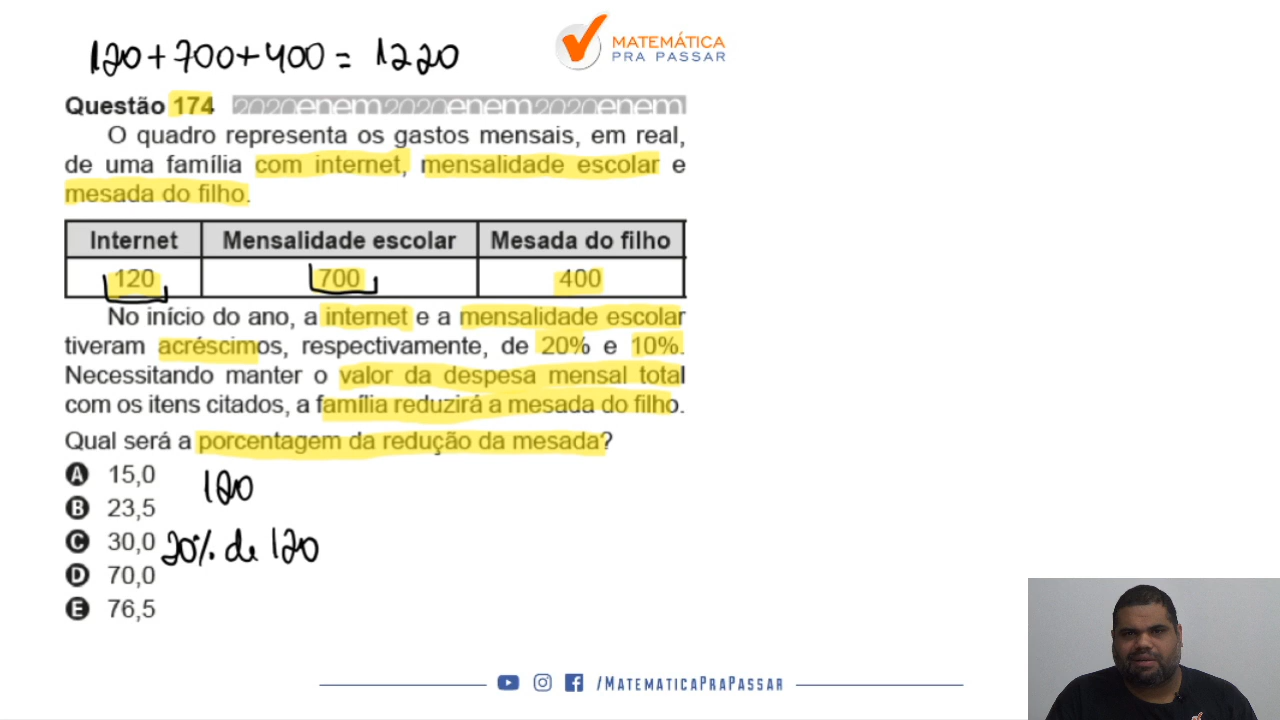 120+700+400 = 1220
MATEMÁTICA
PRA PASSAR
Questão 174 2020enem2020enem2020enem
O quadro representa os gastos mensais, em real,
de uma família com internet, mensalidade escolar e
mesada do filho.
Internet Mensalidade escolar Mesada do filho
120 700 400
No início do ano, a internet e a mensalidade escolar
tiveram acréscimos, respectivamente, de 20% e 10%.
Necessitando manter o valor da despesa mensal total
com os itens citados, a família reduzirá a mesada do filho.
Qual será a porcentagem da redução da mesada?
A 15,0
120
B 23,5
C 30,0
20% de 120
D 70,0
E 76,5
/MATEMATICAPRAPASSAR